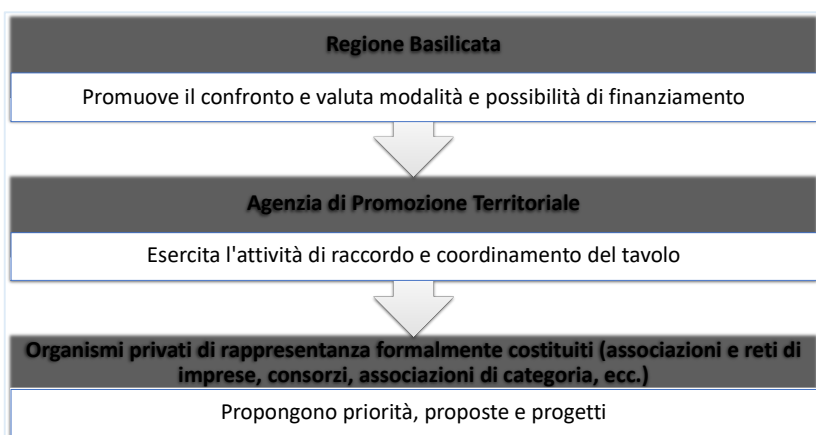 Regione Basilicata
Promuove il confronto e valuta modalità e possibilità di finanziamento
Agenzia di Promozione Territoriale
Esercita l'attività di raccordo e coordinamento del tavolo
Organismi privati di rappresentanza formalmente costituiti (associazioni e reti di
imprese, consorzi, associazioni di categoria, ecc.)
Propongono priorità, proposte e progetti